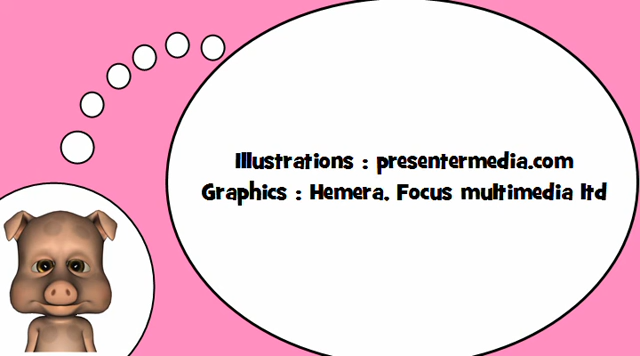 Illustrations : presentermedia.com
Graphics : Hemera. Focus multimedia ltd